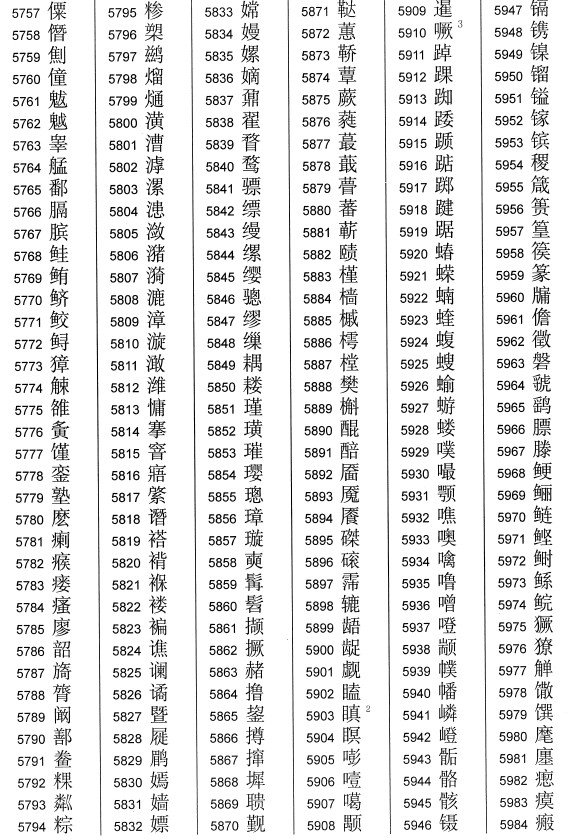 5757 僳
5758 僭
5759 劁
5760 僮
5761 魃
5762 魆
5763 睾
5764 艋
5765 鄱
5766 膈
5767 膑
5768 鲑
5769 鲔
5770 鲚
5771 鲛
5772 鲟
5773 獐
5774 觫
5775 雒
5776 夤
5777 馑
5778 銮
5779 塾
5780 麽
5781 瘌
5782 瘊
5783 瘘
5784 瘙
5785 廖
5786 韶
5787 旖
5788 膂
5789 阚
5790 鄯
5791 鲞
5792 粿
5793 粼
5794 粽
5795 糁
5796 槊
5797 鹚
5798 熘
5799 熥
5800 潢
5801 漕
5802 滹
5803 漯
5804 漶
5805 潋
5806 潴
5807 漪
5808 漉
5809 漳
5810 漩
5811 澉
5812 潍
5813 慵
5814 搴
5815 窨
5816 寤
5817 綮
5818 谮
5819 褡
5820 褙
5821 褓
5822 褛
5823 褊
5824 谯
5825 谰
5826 谲
5827 暨
5828 屣
5829 鹛
5830 嫣
5831 嫱
5832 嫖
5833 嫦
5834 嫚
5835 嫘
5836 嫡
5837 鼐
5838 翟
5839 瞀
5840 鹜
5841 骠
5842 缥
5843 缦
5844 缧
5845 缨
5846 骢
5847 缪
5848 缫
5849 耦
5850 耧
5851 瑾
5852 璜
5853 璀
5854 璎
5855 璁
5856 璋
5857 璇
5858 奭
5859 髯
5860 髫
5861 撷
5862 撅
5863 赭
5864 撸
5865 鋆
5866 撙
5867 撺
5868 墀
5869 聩
5870 觐
5871 鞑
5872 蕙
5873 鞒
5874 蕈
5875 蕨
5876 蕤
5877 蕞
5878 蕺
5879 瞢
5880 蕃
5881 蕲
5882 赜
5883 槿
5884 樯
5885 槭
5886 樗
5887 樘
5888 樊
5889 槲
5890 醌
5891 醅
5892 靥
5893 魇
5894 餍
5895 磔
5896 磙
5897 霈
5898 辘
5899 龉
5900 龊
5901 觑
5902 瞌
5903 瞋²
5904 瞑
5905 嘭
5906 噎
5907 噶
5908 颙
5909 暹
5910 噘³
5911 踔
5912 踝
5913 踟
5914 踒
5915 踬
5916 踮
5917 踯
5918 踺
5919 踞
5920 蝽
5921 蝾
5922 蝻
5923 蝰
5924 蝮
5925 螋
5926 蝓
5927 蝣
5928 蝼
5929 噗
5930 嘬
5931 颚
5932 噍
5933 噢
5934 噙
5935 噜
5936 噌
5937 噔
5938 颛
5939 幞
5940 幡
5941 嶙
5942 嶝
5943 骺
5944 骼
5945 骸
5946 镊
5947 镉
5948 镌
5949 镍
5950 镏
5951 镒
5952 镓
5953 镔
5954 稷
5955 箴
5956 篑
5957 篁
5958 篌
5959 篆
5960 牖
5961 儋
5962 徵
5963 磐
5964 虢
5965 鹞
5966 膘
5967 滕
5968 鲠
5969 鲡
5970 鲢
5971 鲣
5972 鲥
5973 鲧
5974 鲩
5975 獗
5976 獠
5977 觯
5978 馓
5979 馔
5980 麾
5981 廛
5982 瘛
5983 瘼
5984 瘢